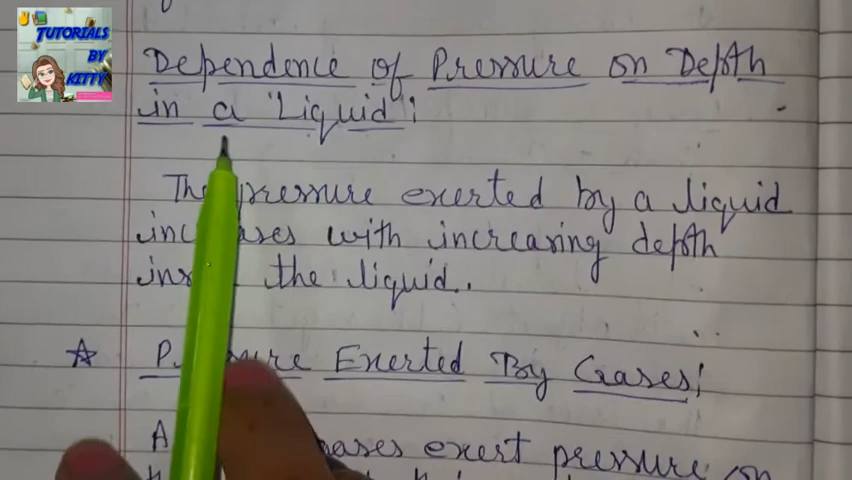 TUTORIALS
BY
KITTY
Dependence of Pressure on Depth
in a Liquid:
The pressure exerted by a liquid
with increasing depth
the liquid.
Exerted By Gases:
exert pressure on